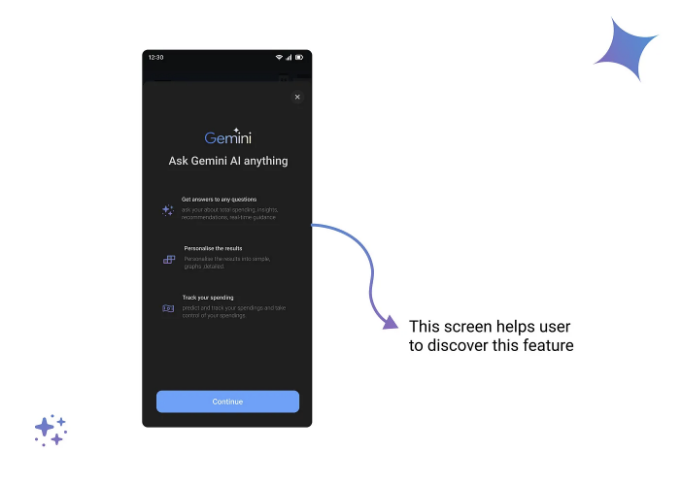 12:30
Gemini
Ask Gemini AI anything
Get answers to any questions
ask your about total spending, insights,
recommendations, real-time guidance
Personalise the results
Personalise the results into simple,
graphs ,detailed
Track your spending
predict and track your spendings and take
control of your spendings
Continue
This screen helps user
to discover this feature